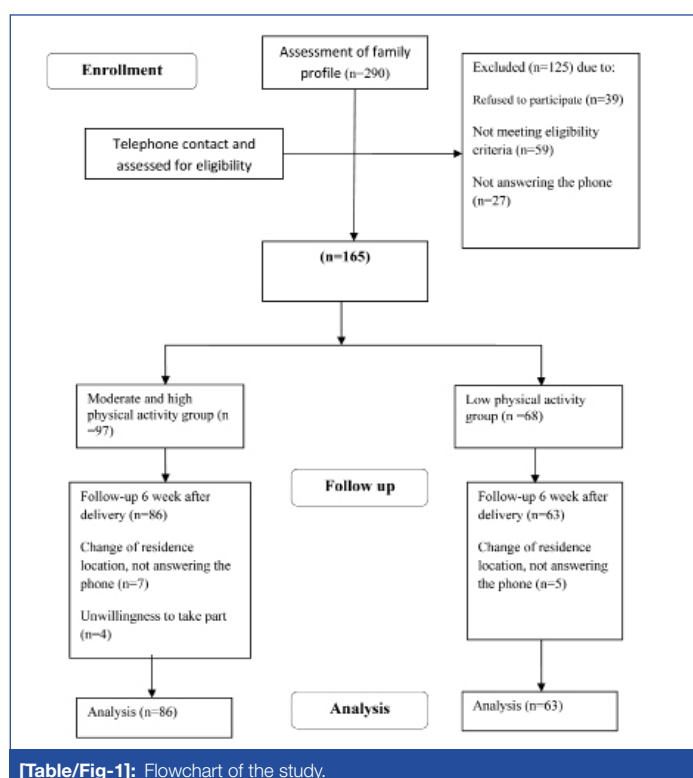 Assessment of family
profile (n=290)
Enrollment
Excluded (n=125) due to:
Refused to participate (n=39)
Not meeting eligibility
criteria (n=59)
Not answering the phone
(n=27)
Telephone contact and
assessed for eligibility
(n=165)
Moderate and high
physical activity group (n
=97)
Low physical activity
group (n =68)
Follow up
Follow-up 6 week after
delivery (n=86)
Change of residence
location, not answering the
phone (n=7)
Unwillingness to take part
(n=4)
Follow-up 6 week after
delivery (n=63)
Change of residence
location, not answering
the phone (n=5)
Analysis (n=86)
Analysis
Analysis (n=63)
[Table/Fig-1]: Flowchart of the study.